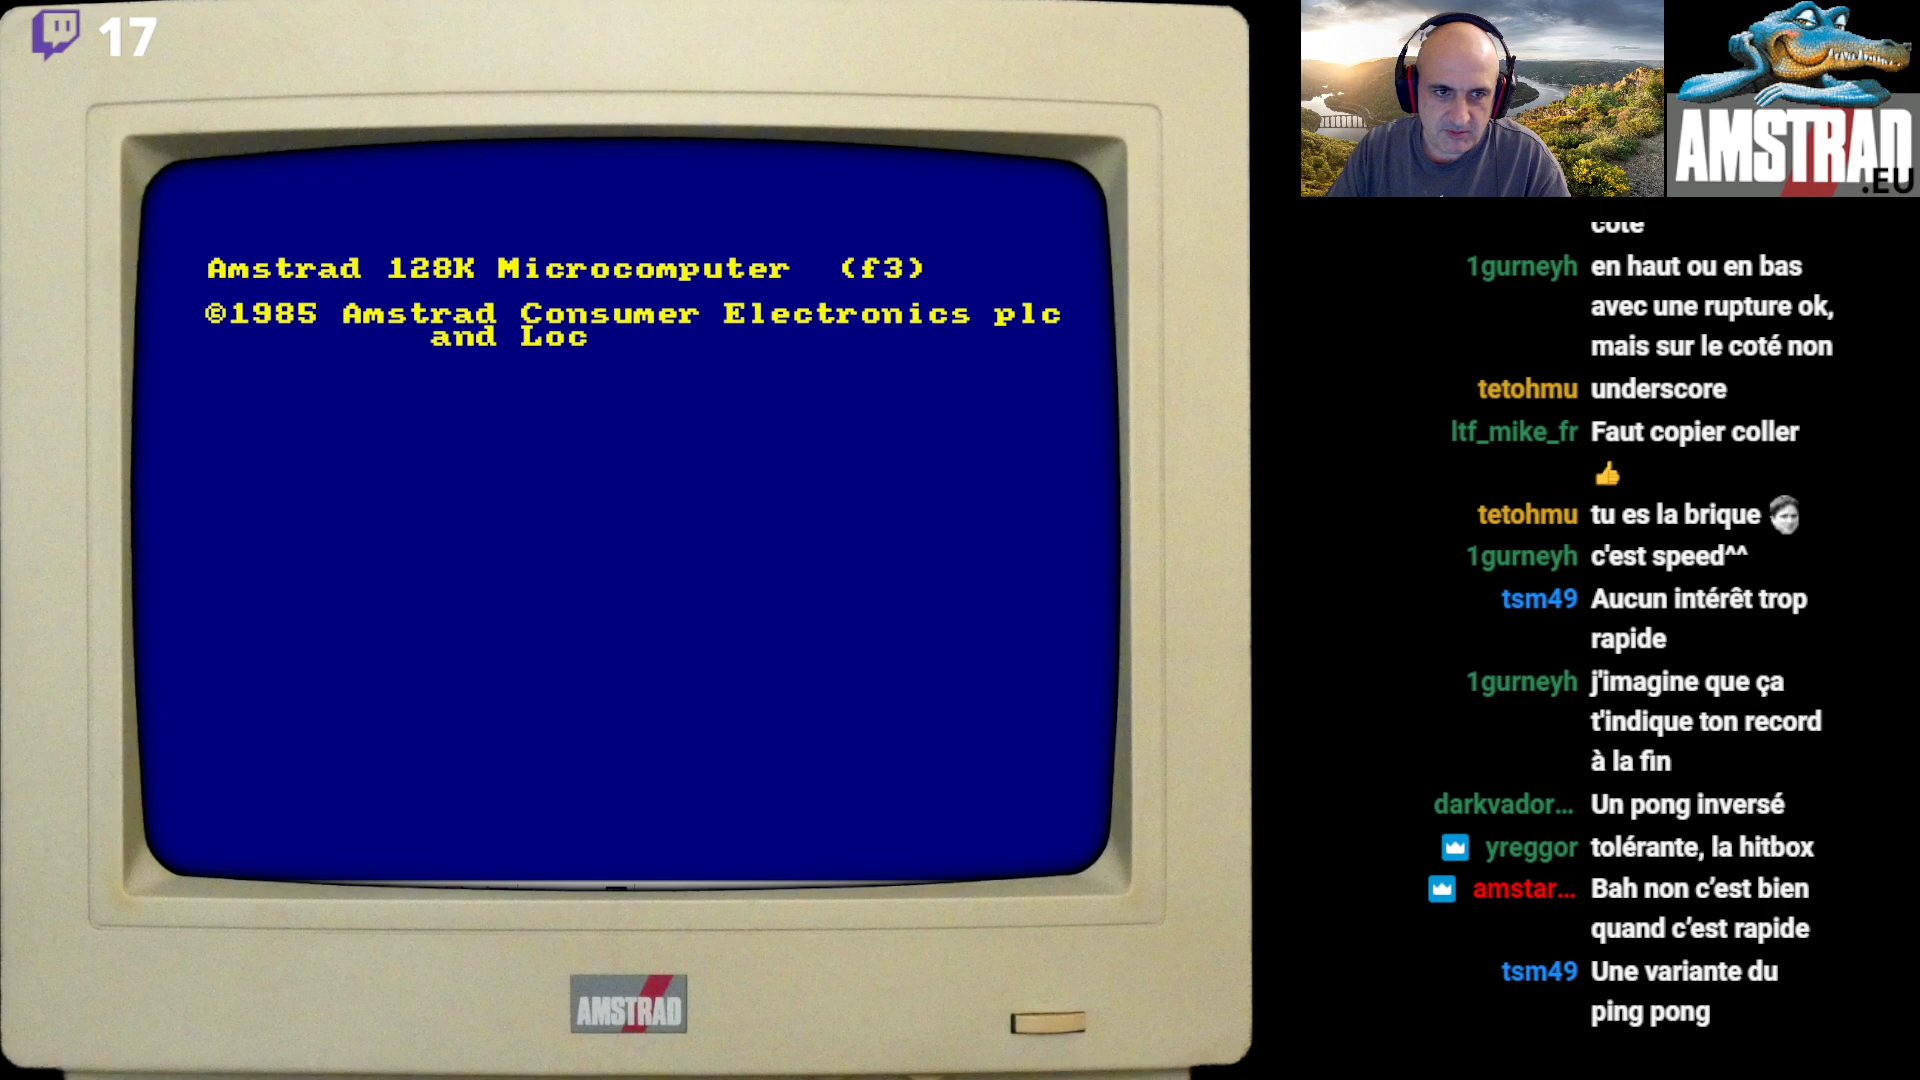 17
Amstrad 128K Microcomputer (f3)
©1985 Amstrad Consumer Electronics plc
and Loc
AMSTRAD
AMSTRAD
.EU
coté
1gurneyh en haut ou en bas
avec une rupture ok,
mais sur le coté non
tetohmu underscore
ltf_mike_fr Faut copier coller
👍
tetohmu tu es la brique
1gurneyh c'est speed^^
tsm49 Aucun intérêt trop
rapide
1gurneyh j'imagine que ça
t'indique ton record
à la fin
darkvador… Un pong inversé
yreggor tolérante, la hitbox
amstar… Bah non c’est bien
quand c’est rapide
tsm49 Une variante du
ping pong